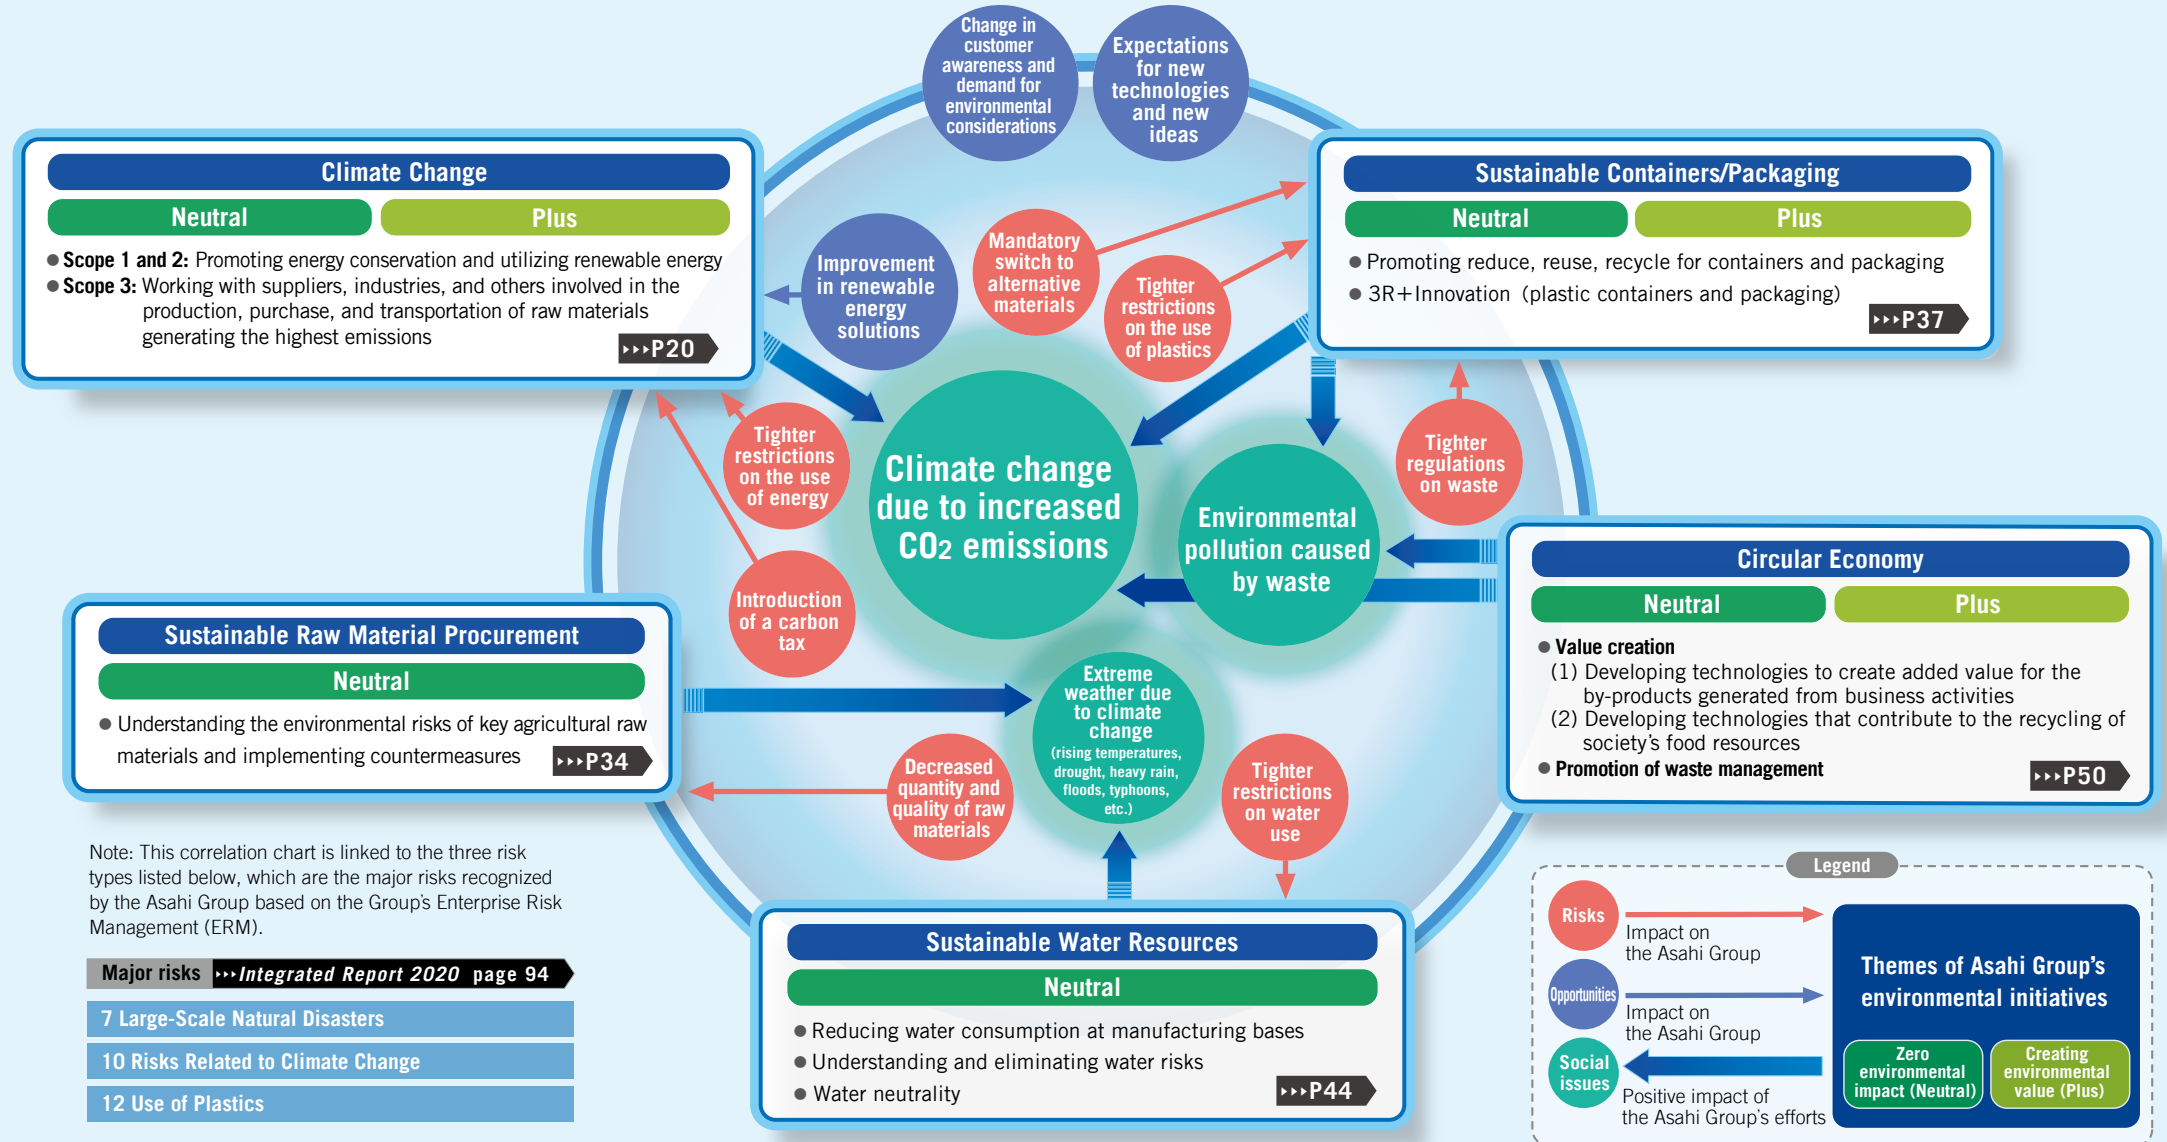 Change in
customer
awareness and
demand for
environmental
considerations
Expectations
for new
technologies
and new
ideas
Climate Change
Neutral
Plus
● Scope 1 and 2: Promoting energy conservation and utilizing renewable energy
● Scope 3: Working with suppliers, industries, and others involved in the
production, purchase, and transportation of raw materials
generating the highest emissions
P20
Improvement
in renewable
energy
solutions
Mandatory
switch to
alternative
materials
Tighter
restrictions
on the use
of plastics
Sustainable Containers/Packaging
Neutral
Plus
● Promoting reduce, reuse, recycle for containers and packaging
● 3R+Innovation (plastic containers and packaging)
P37
Tighter
restrictions
on the use
of energy
Climate change
due to increased
CO2 emissions
Environmental
pollution caused
by waste
Tighter
regulations
on waste
Introduction
of a carbon
tax
Circular Economy
Neutral
Plus
● Value creation
(1) Developing technologies to create added value for the
by-products generated from business activities
(2) Developing technologies that contribute to the recycling of
society's food resources
● Promotion of waste management
P50
Sustainable Raw Material Procurement
Neutral
● Understanding the environmental risks of key agricultural raw
materials and implementing countermeasures
P34
Extreme
weather due
to climate
change
(rising temperatures,
drought, heavy rain,
floods, typhoons,
etc.)
Decreased
quantity and
quality of raw
materials
Tighter
restrictions
on water
use
Note: This correlation chart is linked to the three risk
types listed below, which are the major risks recognized
by the Asahi Group based on the Group's Enterprise Risk
Management (ERM).
Major risks Integrated Report 2020 page 94
7 Large-Scale Natural Disasters
10 Risks Related to Climate Change
12 Use of Plastics
Sustainable Water Resources
Neutral
● Reducing water consumption at manufacturing bases
● Understanding and eliminating water risks
● Water neutrality
P44
Legend
Risks
Impact on
the Asahi Group
Opportunities
Impact on
the Asahi Group
Social
issues
Positive impact of
the Asahi Group's efforts
Themes of Asahi Group's
environmental initiatives
Zero
environmental
impact (Neutral)
Creating
environmental
value (Plus)